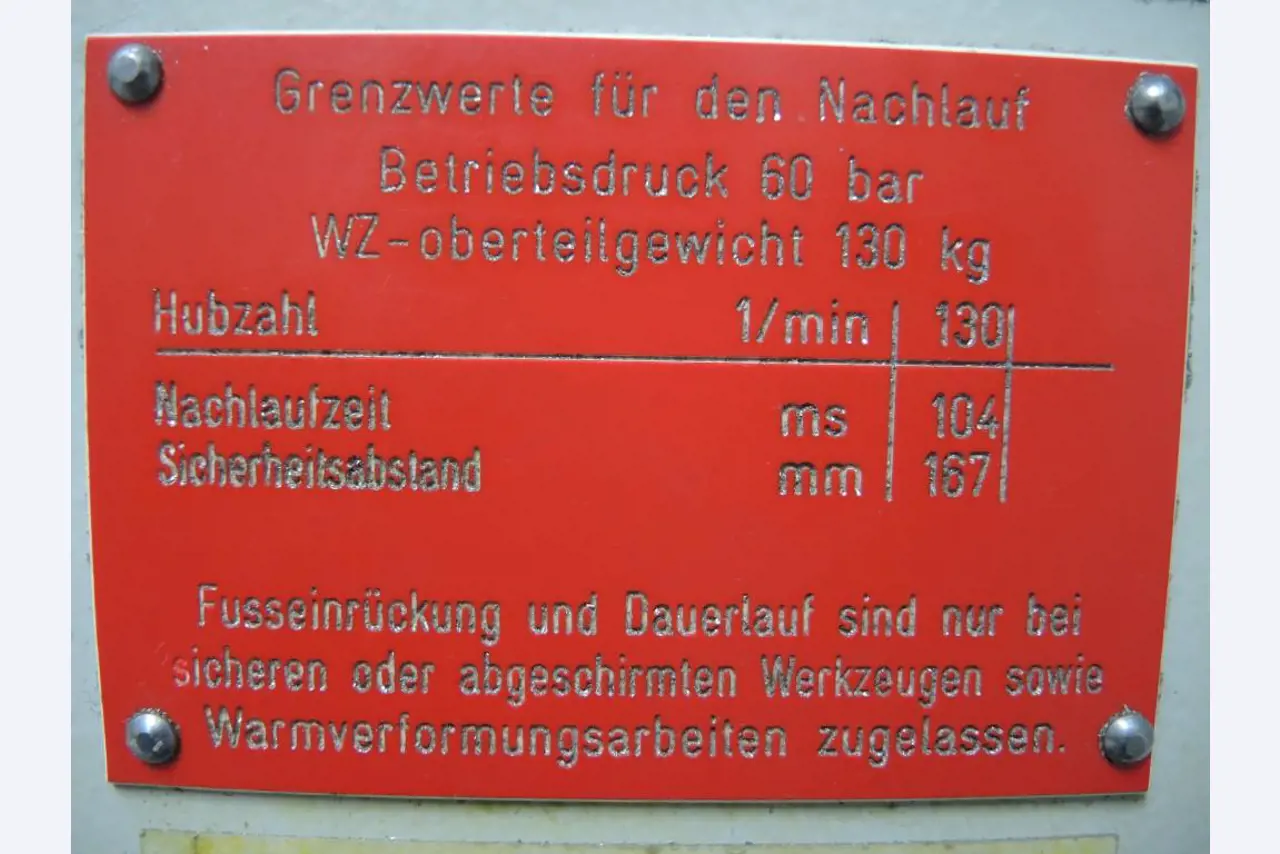 Grenzwerte für den Nachlauf
Betriebsdruck 60 bar
WZ-oberteilgewicht 130 kg
Hubzahl 1/min 130
Nachlaufzeit ms 104
Sicherheitsabstand mm 167
Fusseinrückung und Dauerlauf sind nur bei
sicheren oder abgeschirmten Werkzeugen sowie
Warmverformungsarbeiten zugelassen.